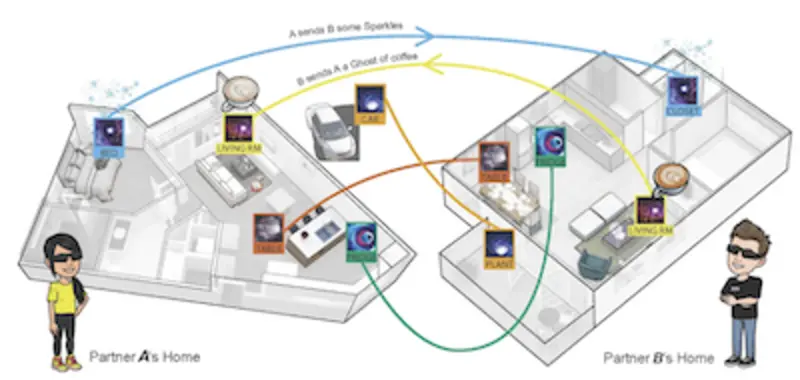 A sends B some Sparkles
B sends A a Ghost of coffee
BED
LIVING RM
CAR
CLOSET
TABLE
FRIDGE
TABLE
FRIDGE
LIVING RM
PLANT
Partner A's Home
Partner B's Home